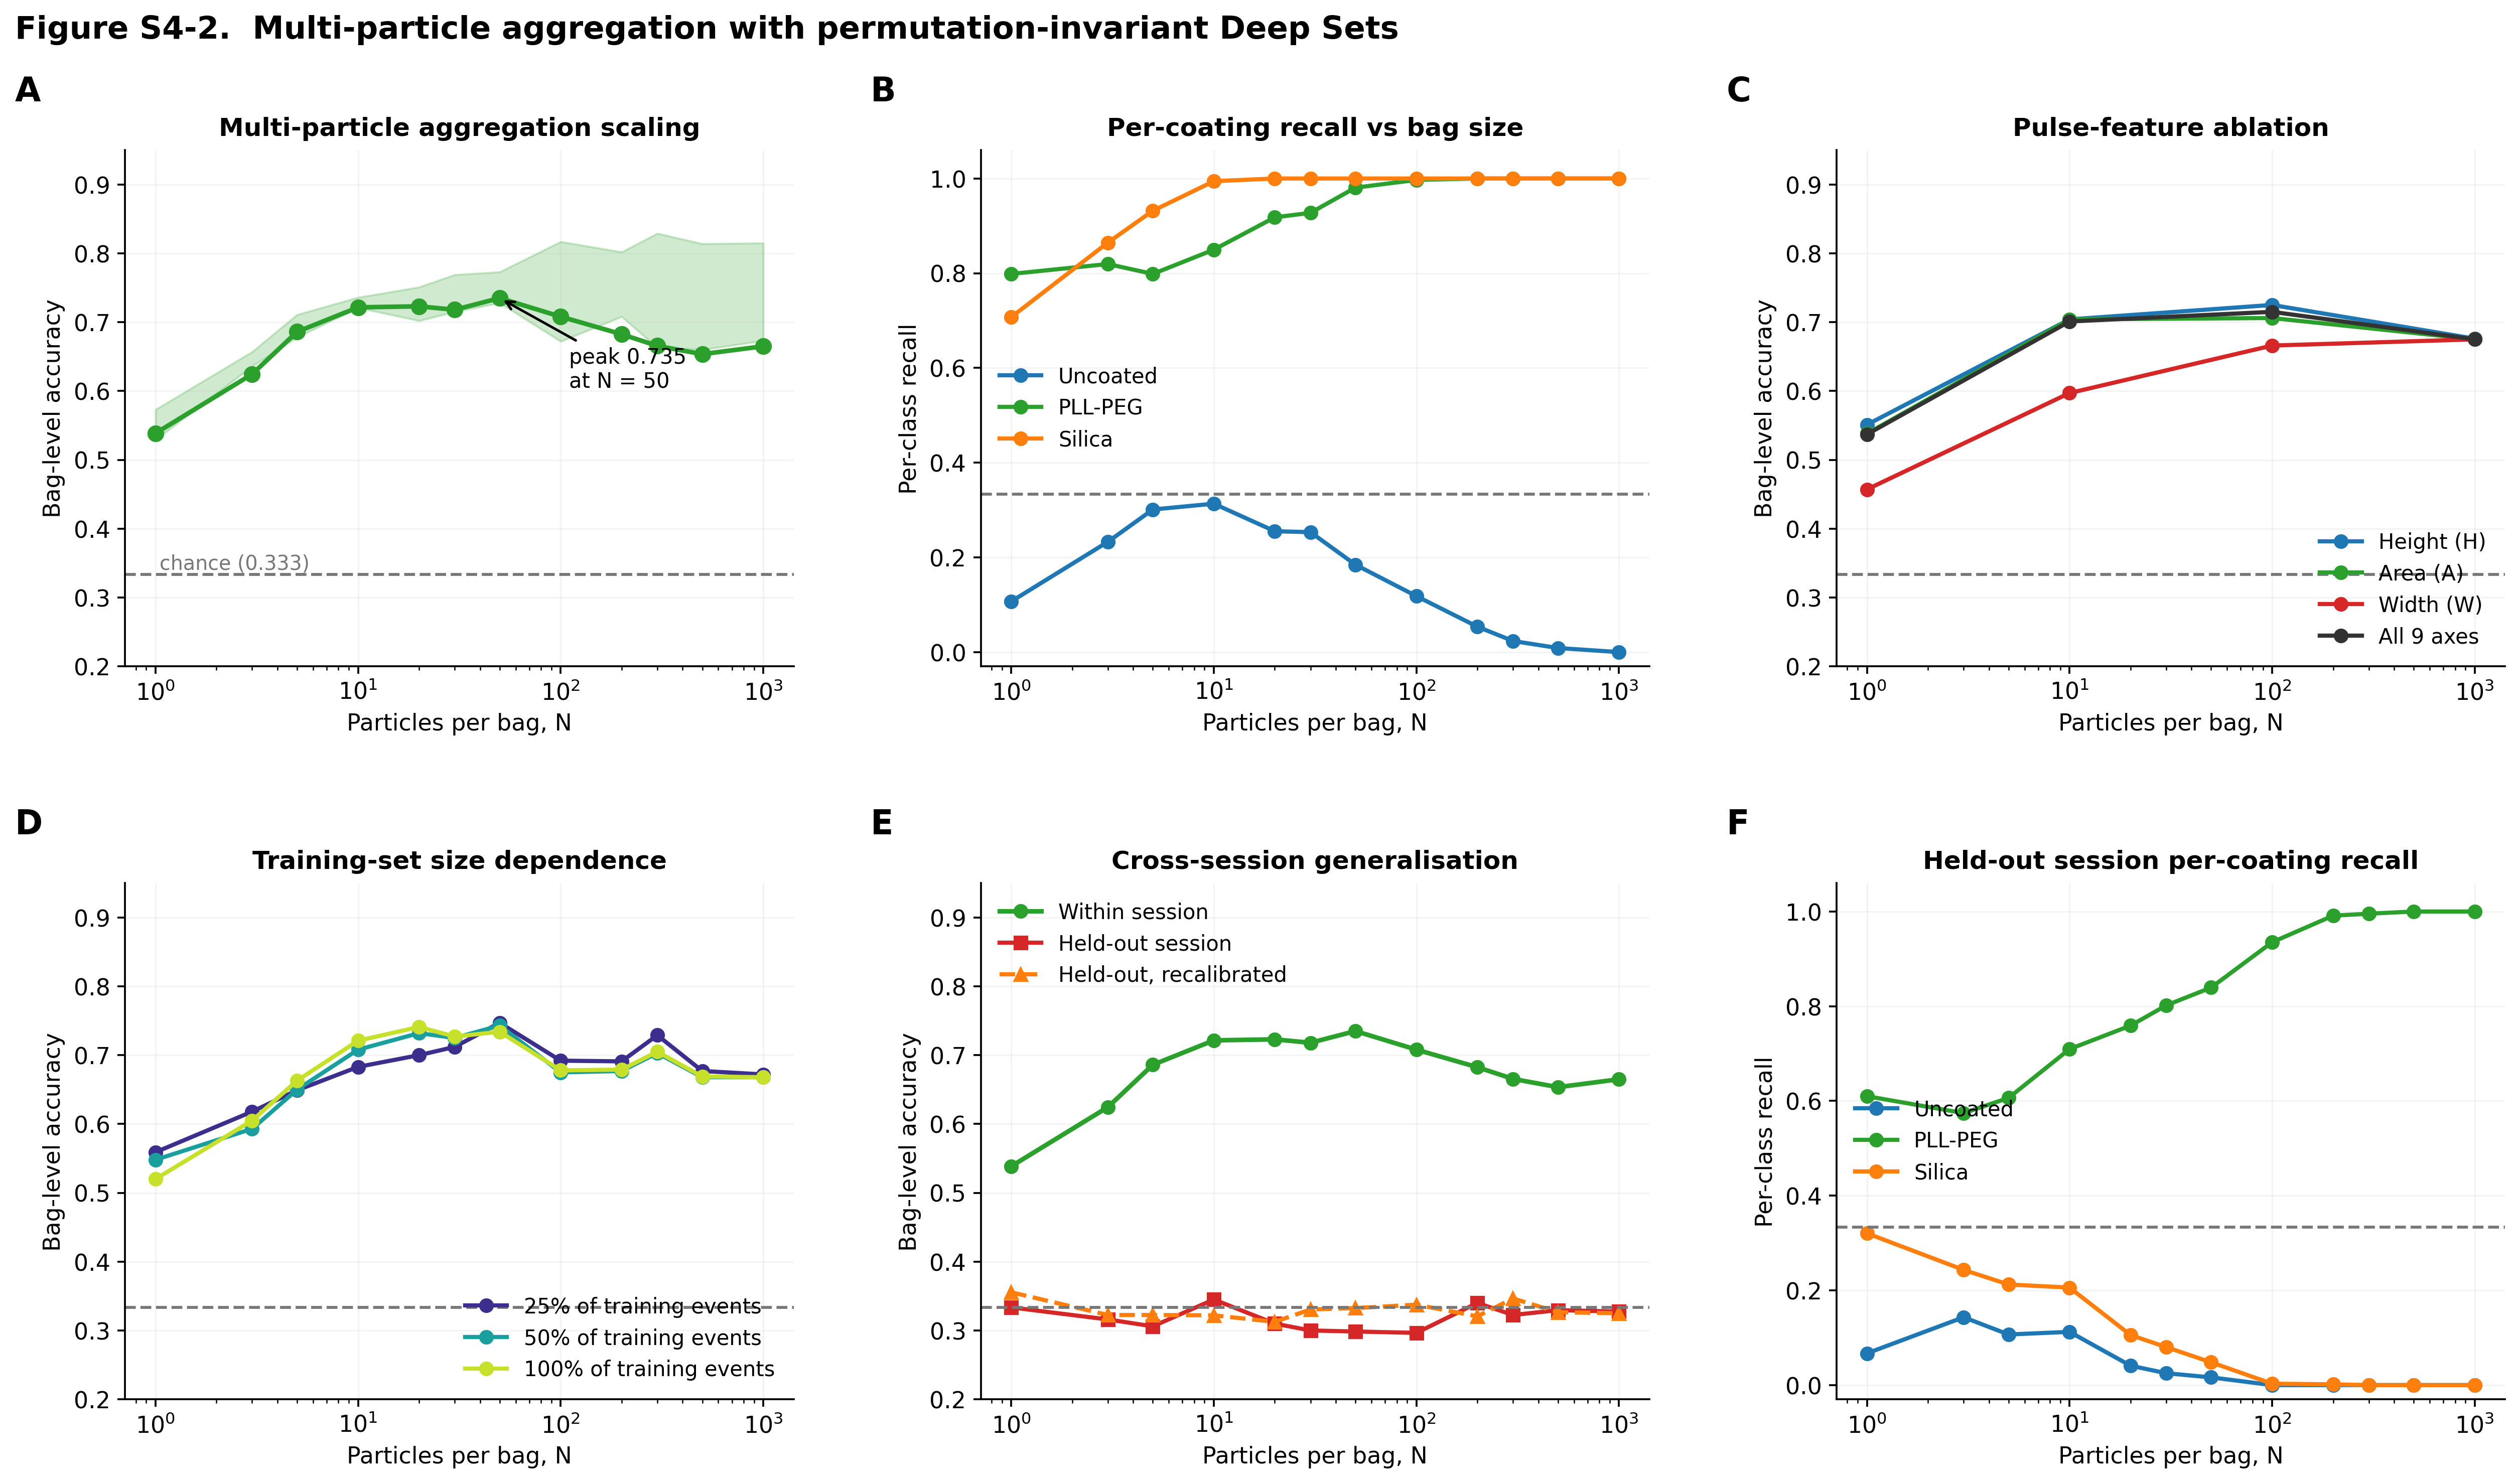 Figure S4-2.  Multi-particle aggregation with permutation-invariant Deep Sets
A
Multi-particle aggregation scaling
Bag-level accuracy
0.9
0.8
0.7
0.6
0.5
0.4
0.3
0.2
peak 0.735
at N = 50
chance (0.333)
10⁰
10¹
10²
10³
Particles per bag, N
B
Per-coating recall vs bag size
Per-class recall
1.0
0.8
0.6
0.4
0.2
0.0
Uncoated
PLL-PEG
Silica
10⁰
10¹
10²
10³
Particles per bag, N
C
Pulse-feature ablation
Bag-level accuracy
0.9
0.8
0.7
0.6
0.5
0.4
0.3
0.2
Height (H)
Area (A)
Width (W)
All 9 axes
10⁰
10¹
10²
10³
Particles per bag, N
D
Training-set size dependence
Bag-level accuracy
0.9
0.8
0.7
0.6
0.5
0.4
0.3
0.2
25% of training events
50% of training events
100% of training events
10⁰
10¹
10²
10³
Particles per bag, N
E
Cross-session generalisation
Bag-level accuracy
0.9
0.8
0.7
0.6
0.5
0.4
0.3
0.2
Within session
Held-out session
Held-out, recalibrated
10⁰
10¹
10²
10³
Particles per bag, N
F
Held-out session per-coating recall
Per-class recall
1.0
0.8
0.6
0.4
0.2
0.0
Uncoated
PLL-PEG
Silica
10⁰
10¹
10²
10³
Particles per bag, N